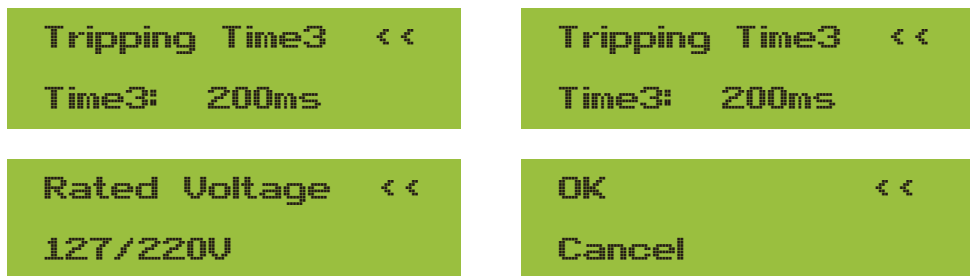 Tripping Time3 <<
Time3: 200ms
Tripping Time3 <<
Time3: 200ms
Rated Voltage <<
127/220V
OK <<
Cancel